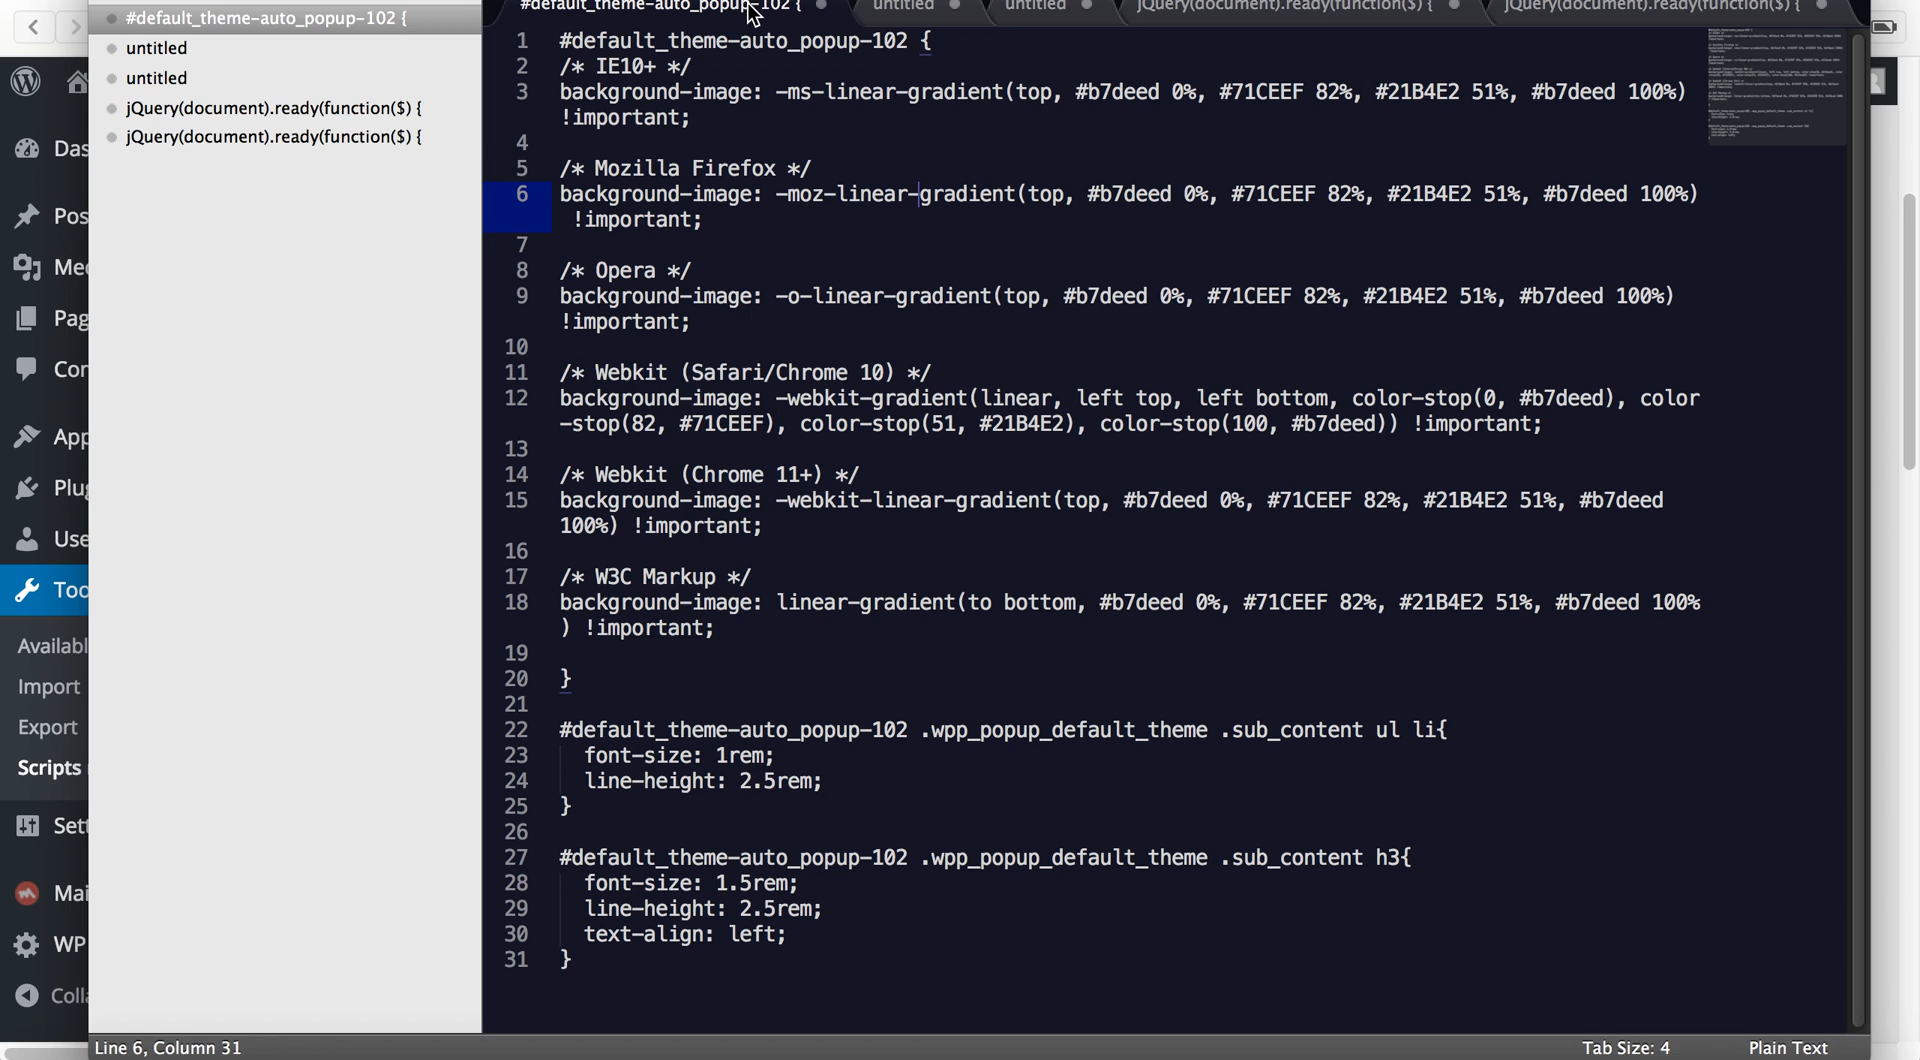 #default_theme-auto_popup-102 {
untitled
untitled
jQuery(document).ready(function($) {
jQuery(document).ready(function($) {
Das
Pos
Med
Pag
Con
App
Plug
Use
Too
Availabl
Import
Export
Scripts
Sett
Mai
WP
Colla
#default_theme-auto_popup-102 {
untitled
untitled
jQuery(document).ready(function($) {
jQuery(document).ready(function($) {
1 #default_theme-auto_popup-102 {
2 /* IE10+ */
3 background-image: -ms-linear-gradient(top, #b7deed 0%, #71CEEF 82%, #21B4E2 51%, #b7deed 100%)
!important;
4
5 /* Mozilla Firefox */
6 background-image: -moz-linear-gradient(top, #b7deed 0%, #71CEEF 82%, #21B4E2 51%, #b7deed 100%)
!important;
7
8 /* Opera */
9 background-image: -o-linear-gradient(top, #b7deed 0%, #71CEEF 82%, #21B4E2 51%, #b7deed 100%)
!important;
10
11 /* Webkit (Safari/Chrome 10) */
12 background-image: -webkit-gradient(linear, left top, left bottom, color-stop(0, #b7deed), color
-stop(82, #71CEEF), color-stop(51, #21B4E2), color-stop(100, #b7deed)) !important;
13
14 /* Webkit (Chrome 11+) */
15 background-image: -webkit-linear-gradient(top, #b7deed 0%, #71CEEF 82%, #21B4E2 51%, #b7deed
100%) !important;
16
17 /* W3C Markup */
18 background-image: linear-gradient(to bottom, #b7deed 0%, #71CEEF 82%, #21B4E2 51%, #b7deed 100%
) !important;
19
20 }
21
22 #default_theme-auto_popup-102 .wpp_popup_default_theme .sub_content ul li{
23 font-size: 1rem;
24 line-height: 2.5rem;
25 }
26
27 #default_theme-auto_popup-102 .wpp_popup_default_theme .sub_content h3{
28 font-size: 1.5rem;
29 line-height: 2.5rem;
30 text-align: left;
31 }
Line 6, Column 31
Tab Size: 4
Plain Text